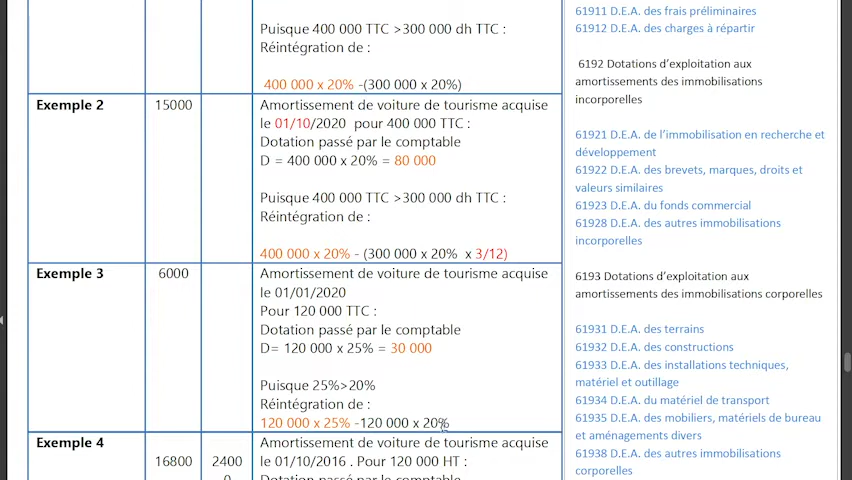 Puisque 400 000 TTC >300 000 dh TTC :
Réintégration de :
400 000 x 20% -(300 000 x 20%)
Exemple 2
15000
Amortissement de voiture de tourisme acquise
le 01/10/2020 pour 400 000 TTC :
Dotation passé par le comptable
D = 400 000 x 20% = 80 000
Puisque 400 000 TTC >300 000 dh TTC :
Réintégration de :
400 000 x 20% - (300 000 x 20% x 3/12)
Exemple 3
6000
Amortissement de voiture de tourisme acquise
le 01/01/2020
Pour 120 000 TTC :
Dotation passé par le comptable
D= 120 000 x 25% = 30 000
Puisque 25%>20%
Réintégration de :
120 000 x 25% -120 000 x 20%
Exemple 4
16800
2400
0
Amortissement de voiture de tourisme acquise
le 01/10/2016 . Pour 120 000 HT :
Dotation passé par le comptable
61911 D.E.A. des frais préliminaires
61912 D.E.A. des charges à répartir
6192 Dotations d'exploitation aux
amortissements des immobilisations
incorporelles
61921 D.E.A. de l'immobilisation en recherche et
développement
61922 D.E.A. des brevets, marques, droits et
valeurs similaires
61923 D.E.A. du fonds commercial
61928 D.E.A. des autres immobilisations
incorporelles
6193 Dotations d'exploitation aux
amortissements des immobilisations corporelles
61931 D.E.A. des terrains
61932 D.E.A. des constructions
61933 D.E.A. des installations techniques,
matériel et outillage
61934 D.E.A. du matériel de transport
61935 D.E.A. des mobiliers, matériels de bureau
et aménagements divers
61938 D.E.A. des autres immobilisations
corporelles